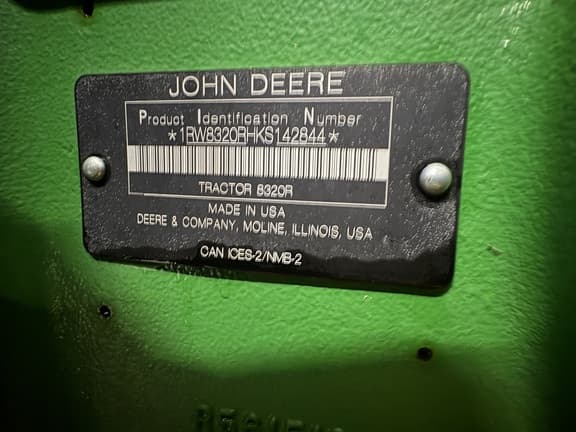 JOHN DEERE
Product Identification Number
*1RW8320RHKS142844*
TRACTOR 8320R
MADE IN USA
DEERE & COMPANY, MOLINE, ILLINOIS, USA
CAN ICES-2/NMB-2